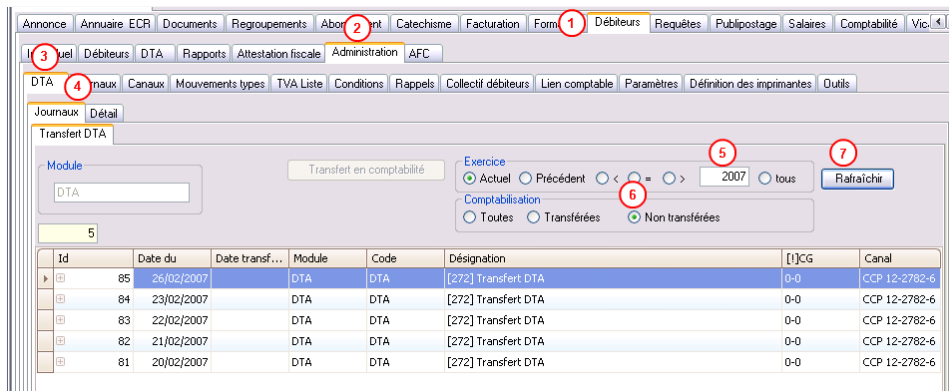 Annonce Annuaire ECR Documents Regroupements Catechisme Facturation Débiteurs Requêtes Publipostage Salaires Comptabilité Vic
1 2
Débiteurs DTA Rapports Attestation fiscale Administration AFC
3
DTA Canaux Mouvements types TVA Liste Conditions Rappels Collectif débiteurs Lien comptable Paramètres Définition des imprimantes Outils
4
Journaux Détail
Transfert DTA
Module
DTA
5
Transfert en comptabilité
Exercice
Actuel Précédent < = > 2007 tous
5
Comptabilisation
6
Toutes Transférées Non transférées
7
Rafraîchir
Id Date du Date transf... Module Code Désignation [!]CG Canal
85 26/02/2007 DTA DTA [272] Transfert DTA 0-0 CCP 12-2782-6
84 23/02/2007 DTA DTA [272] Transfert DTA 0-0 CCP 12-2782-6
83 22/02/2007 DTA DTA [272] Transfert DTA 0-0 CCP 12-2782-6
82 21/02/2007 DTA DTA [272] Transfert DTA 0-0 CCP 12-2782-6
81 20/02/2007 DTA DTA [272] Transfert DTA 0-0 CCP 12-2782-6